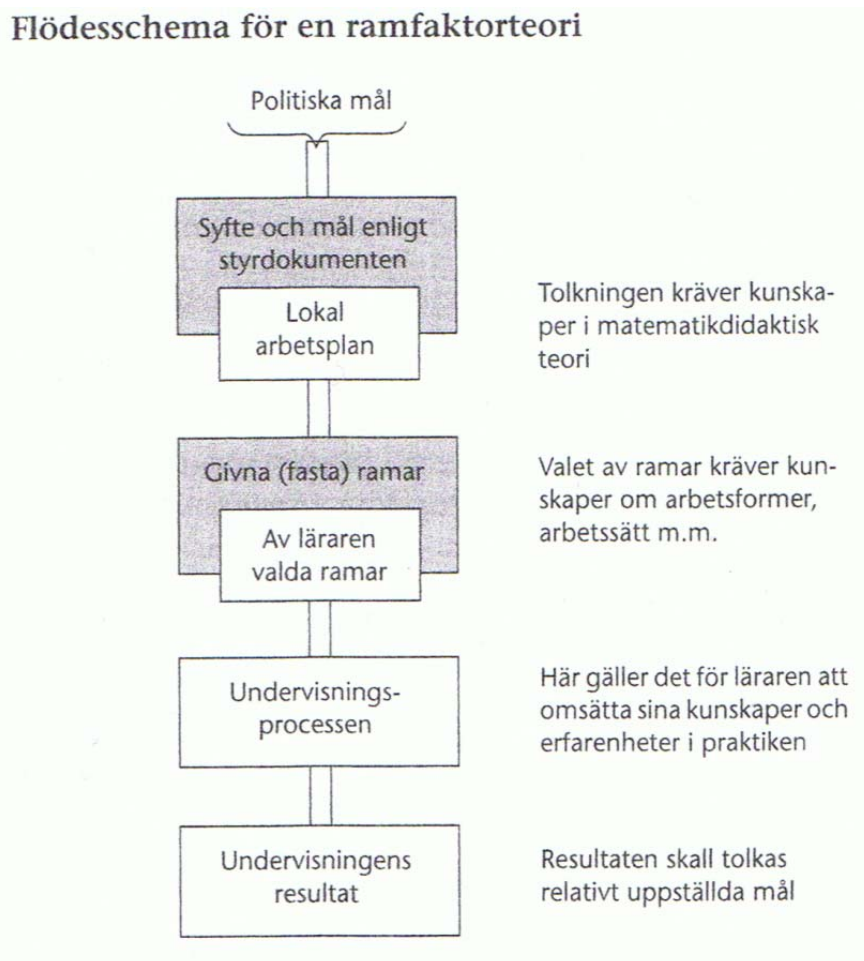 Flödesschema för en ramfaktorteori
Politiska mål
Syfte och mål enligt
styrdokumenten
Lokal
arbetsplan
Tolkningen kräver kunska-
per i matematikdidaktisk
teori
Givna (fasta) ramar
Av läraren
valda ramar
Valet av ramar kräver kun-
skaper om arbetsformer,
arbetssätt m.m.
Undervisnings-
processen
Här gäller det för läraren att
omsätta sina kunskaper och
erfarenheter i praktiken
Undervisningens
resultat
Resultaten skall tolkas
relativt uppställda mål